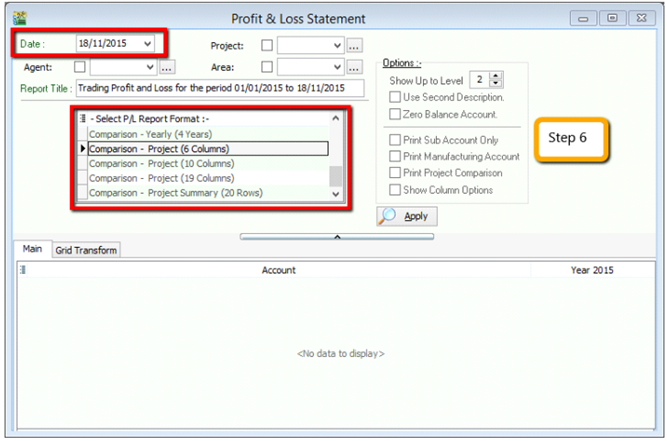 Profit & Loss Statement
Date : 18/11/2015 Project: ...
Agent: ... Area: ...
Report Title : Trading Profit and Loss for the period 01/01/2015 to 18/11/2015
- Select P/L Report Format :-
Comparison - Yearly (4 Years)
Comparison - Project (6 Columns)
Comparison - Project (10 Columns)
Comparison - Project (19 Columns)
Comparison - Project Summary (20 Rows)
Options :-
Show Up to Level 2
Use Second Description.
Zero Balance Account.
Print Sub Account Only
Print Manufacturing Account
Print Project Comparison
Show Column Options
Step 6
Apply
Main Grid Transform
Account Year 2015
<No data to display>